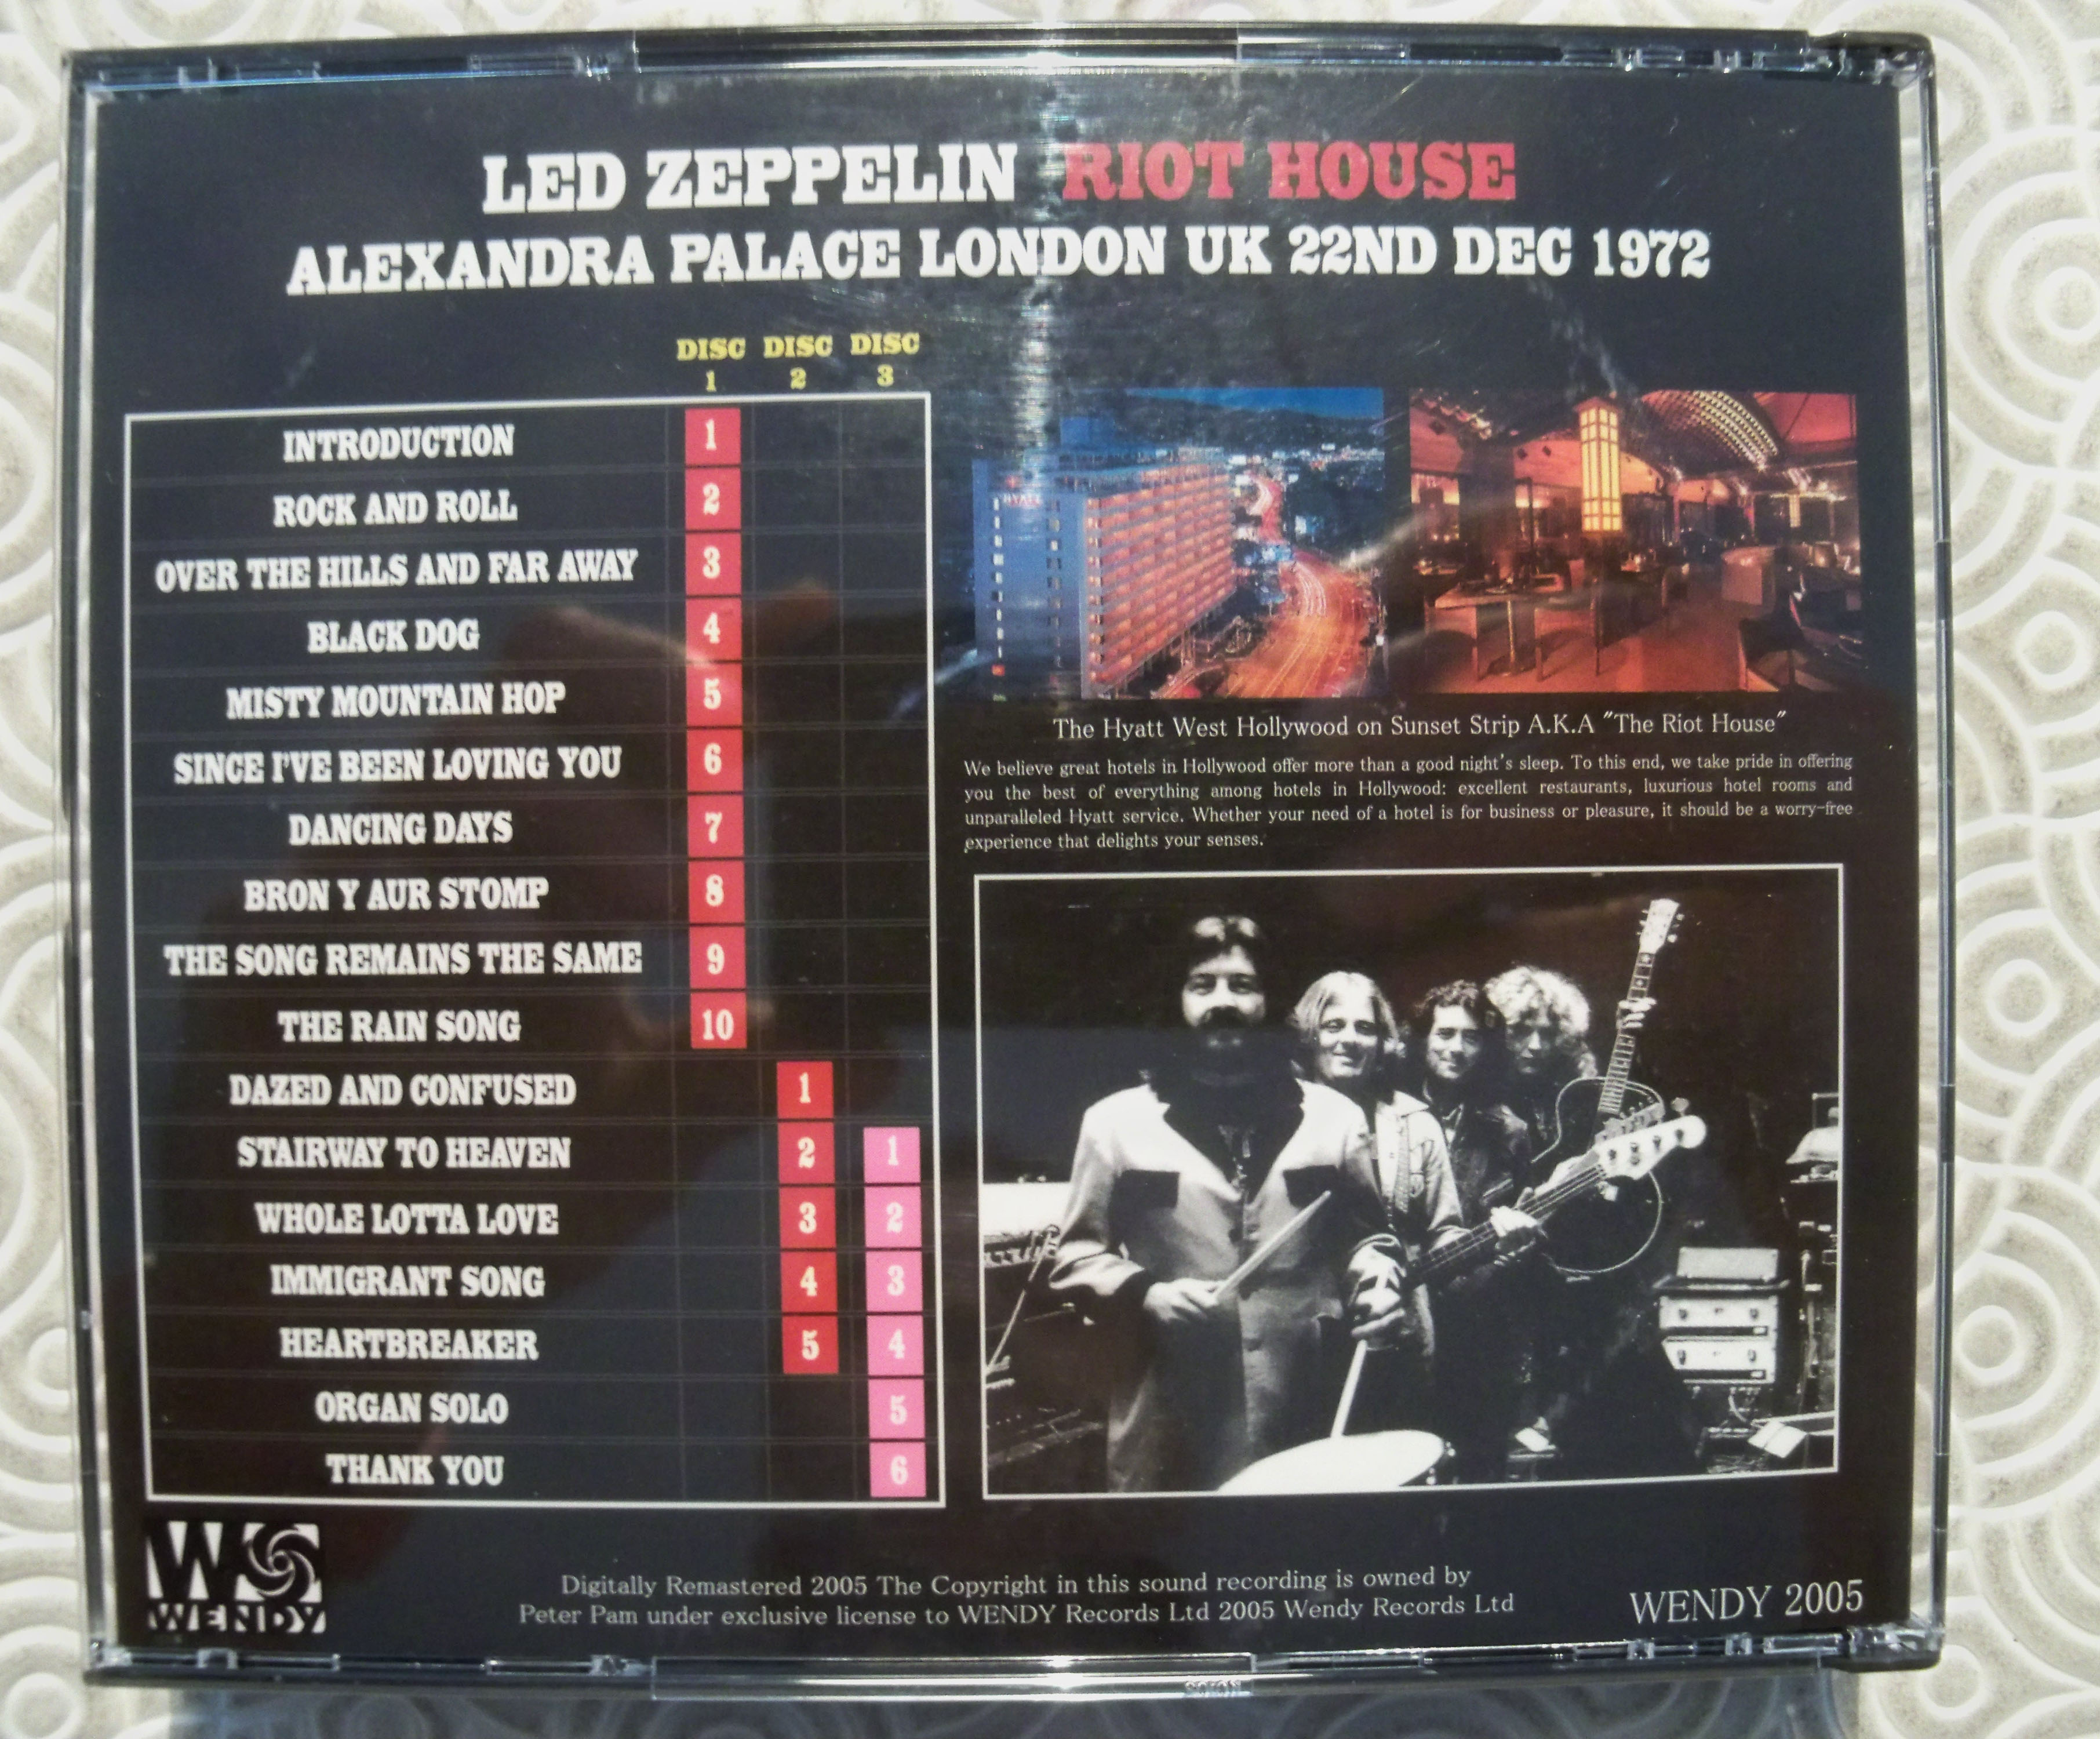 LED ZEPPELIN RIOT HOUSE
ALEXANDRA PALACE LONDON UK 22ND DEC 1972
DISC DISC DISC
1 2 3
INTRODUCTION 1
ROCK AND ROLL 2
OVER THE HILLS AND FAR AWAY 3
BLACK DOG 4
MISTY MOUNTAIN HOP 5
SINCE I'VE BEEN LOVING YOU 6
DANCING DAYS 7
BRON Y AUR STOMP 8
THE SONG REMAINS THE SAME 9
THE RAIN SONG 10
DAZED AND CONFUSED 1
STAIRWAY TO HEAVEN 2 1
WHOLE LOTTA LOVE 3 2
IMMIGRANT SONG 4 3
HEARTBREAKER 5 4
ORGAN SOLO 5
THANK YOU 6
HYATT
The Hyatt West Hollywood on Sunset Strip A.K.A "The Riot House"
We believe great hotels in Hollywood offer more than a good night's sleep. To this end, we take pride in offering
you the best of everything among hotels in Hollywood: excellent restaurants, luxurious hotel rooms and
unparalleled Hyatt service. Whether your need of a hotel is for business or pleasure, it should be a worry-free
experience that delights your senses.
WS
WENDY
Digitally Remastered 2005 The Copyright in this sound recording is owned by
Peter Pam under exclusive license to WENDY Records Ltd 2005 Wendy Records Ltd
WENDY 2005